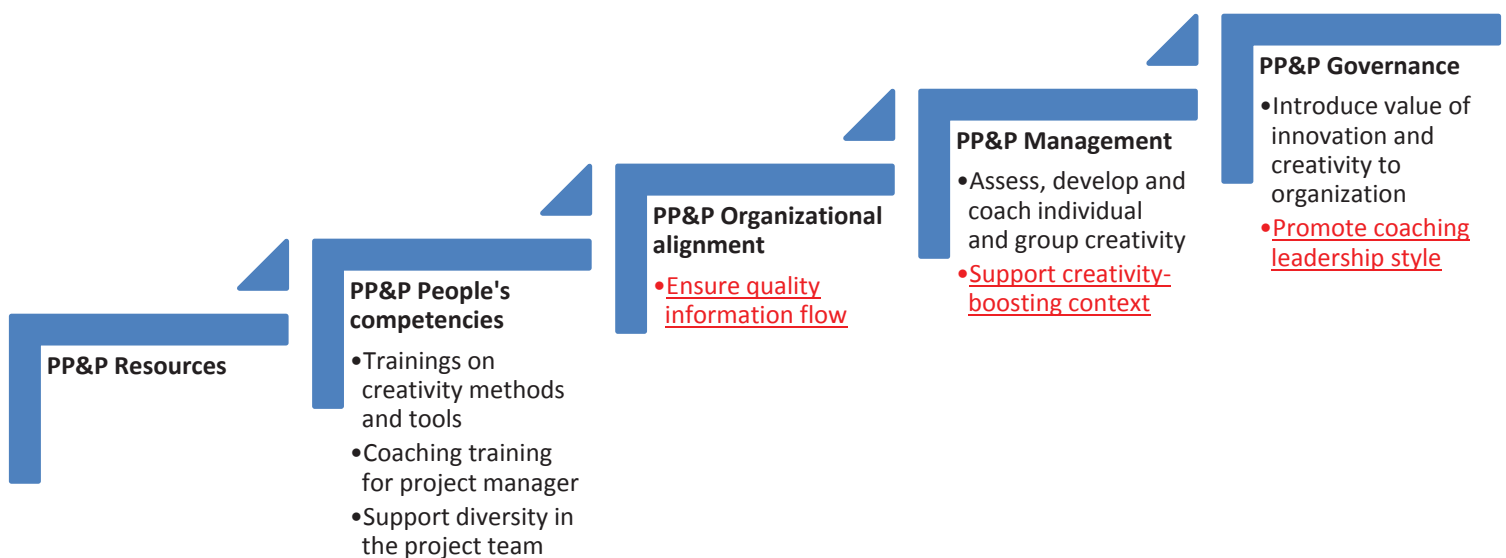 PP&P Resources
PP&P People's
competencies
•Trainings on
creativity methods
and tools
•Coaching training
for project manager
•Support diversity in
the project team
PP&P Organizational
alignment
•Ensure quality
information flow
PP&P Management
•Assess, develop and
coach individual
and group creativity
•Support creativity-
boosting context
PP&P Governance
•Introduce value of
innovation and
creativity to
organization
•Promote coaching
leadership style